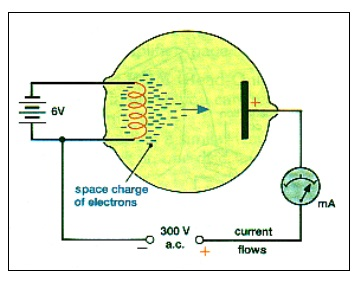 6V
+
space charge
of electrons
mA
300 V
a.c.
− +
current
flows